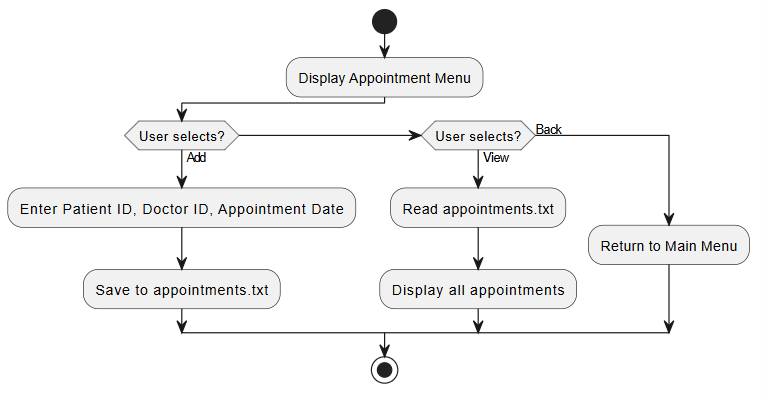 Display Appointment Menu
User selects?
User selects?
Back
Add
View
Enter Patient ID, Doctor ID, Appointment Date
Read appointments.txt
Return to Main Menu
Save to appointments.txt
Display all appointments